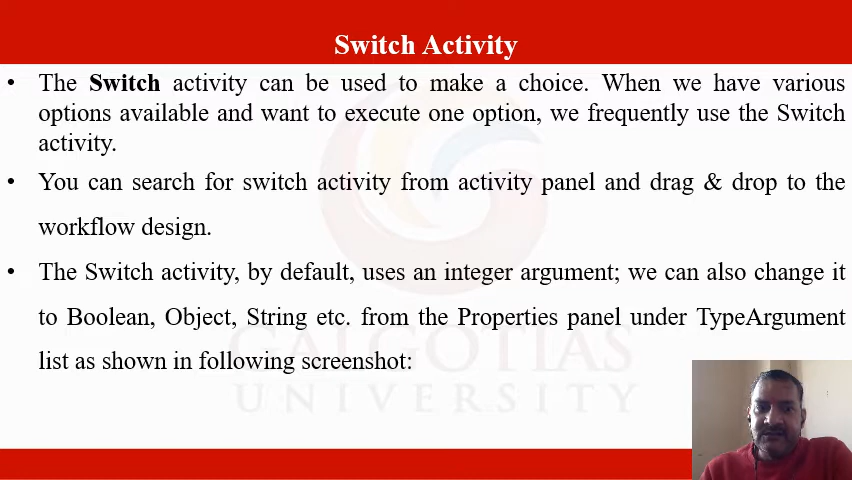 Switch Activity
• The Switch activity can be used to make a choice. When we have various
options available and want to execute one option, we frequently use the Switch
activity.
• You can search for switch activity from activity panel and drag & drop to the
workflow design.
• The Switch activity, by default, uses an integer argument; we can also change it
to Boolean, Object, String etc. from the Properties panel under TypeArgument
list as shown in following screenshot:
GALGOTIAS
UNIVERSITY